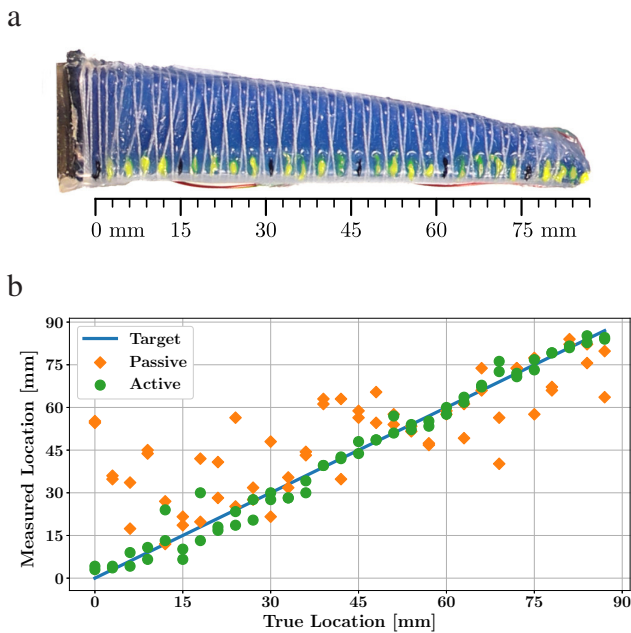 a
0 mm 15 30 45 60 75 mm
b
Target
Passive
Active
90
75
60
45
30
15
0
Measured Location [mm]
0 15 30 45 60 75 90
True Location [mm]